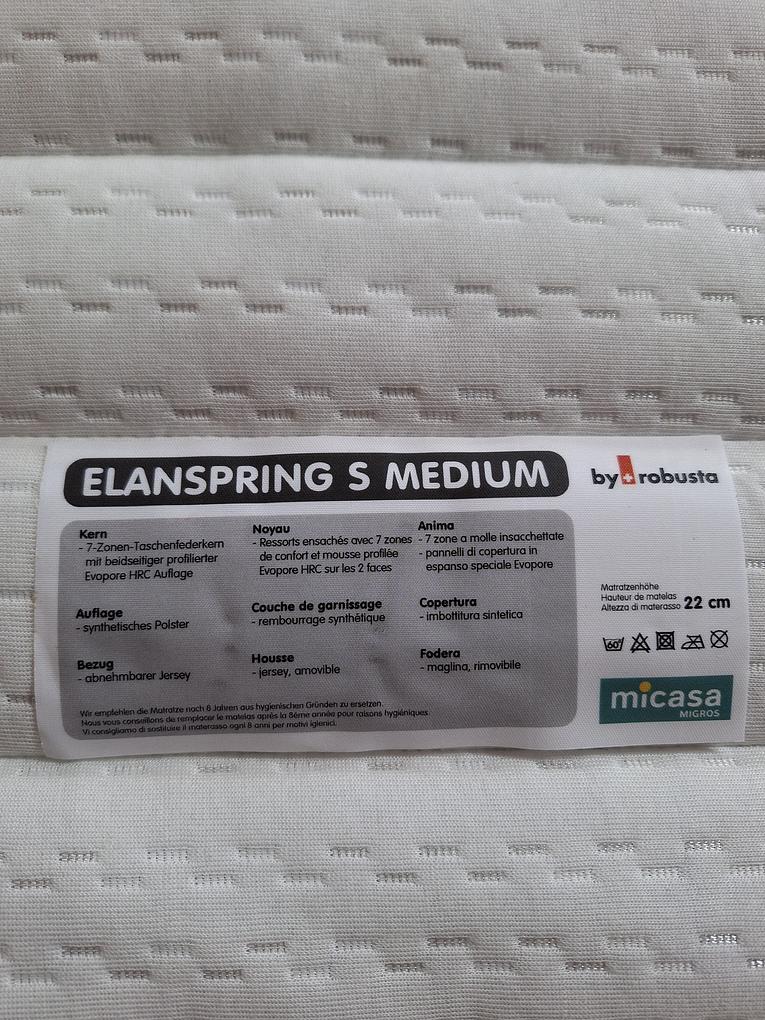 ELANSPRING S MEDIUM
by robusta
Kern
- 7-Zonen-Taschenfederkern
mit beidseitiger profilierter
Evopore HRC Auflage
Noyau
- Ressorts ensachés avec 7 zones
de confort et mousse profilée
Evopore HRC sur les 2 faces
Anima
- 7 zone a molle insacchettate
- pannelli di copertura in
espanso speciale Evopore
Auflage
- synthetisches Polster
Couche de garnissage
- rembourrage synthétique
Copertura
- imbottitura sintetica
Bezug
- abnehmbarer Jersey
Housse
- jersey, amovible
Fodera
- maglina, rimovibile
Wir empfehlen die Matratze nach 8 Jahren aus hygienischen Gründen zu ersetzen.
Nous vous conseillons de remplacer le matelas après la 8ème année pour raisons hygiéniques.
Vi consigliamo di sostituire il materasso ogni 8 anni per motivi igienici.
Matratzenhöhe
Hauteur de matelas
Altezza di materasso 22 cm
60°
micasa
MIGROS